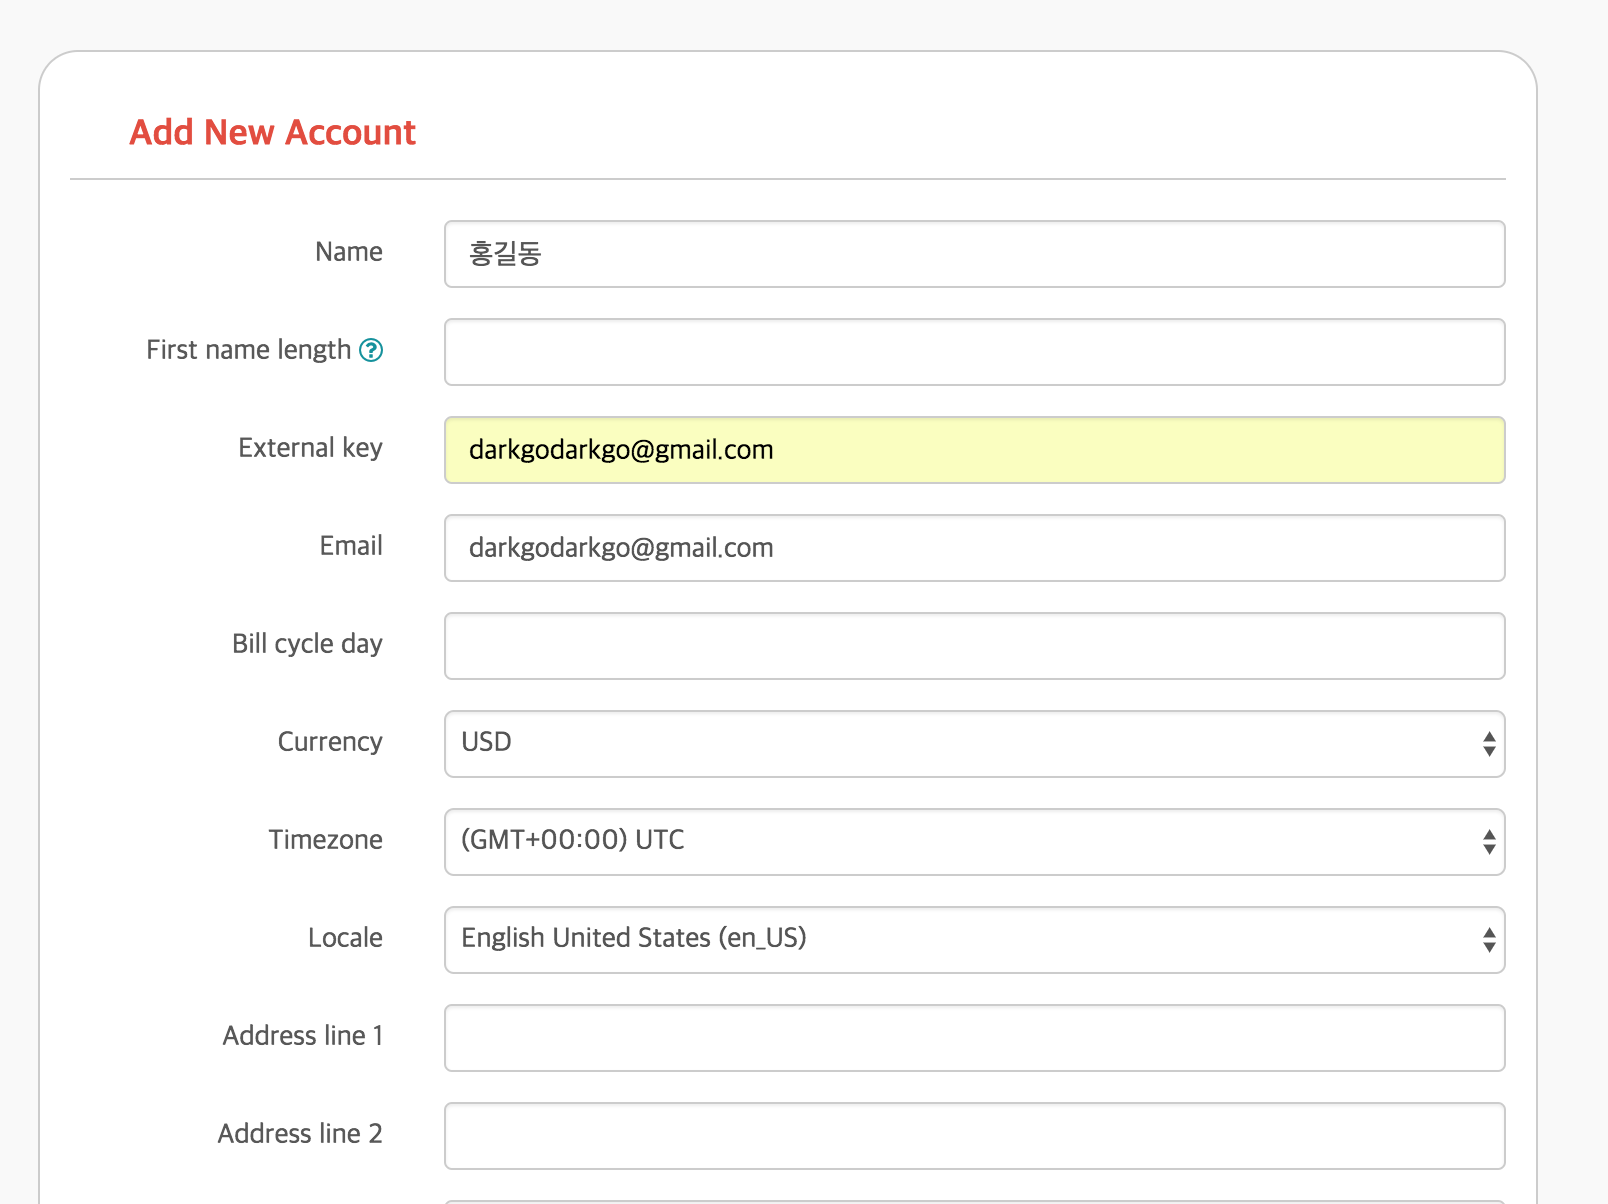 Add New Account
Name
홍길동
First name length ?
External key
darkgodarkgo@gmail.com
Email
darkgodarkgo@gmail.com
Bill cycle day
Currency
USD
Timezone
(GMT+00:00) UTC
Locale
English United States (en_US)
Address line 1
Address line 2